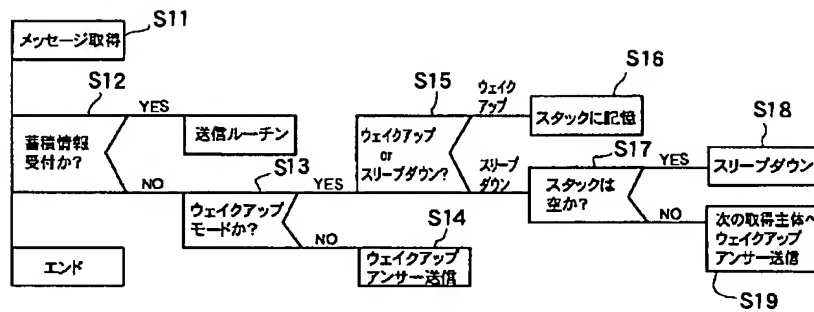 S11
メッセージ取得
S12
蓄積情報
受付か?
YES
送信ルーチン
NO
S13
ウェイクアップ
モードか?
YES
NO
S14
ウェイクアップ
アンサー送信
S15
ウェイクアップ
or
スリープダウン?
ウェイク
アップ
S16
スタックに記憶
スリープ
ダウン
S17
スタックは
空か?
YES
S18
スリープダウン
NO
次の取得主体へ
ウェイクアップ
アンサー送信
S19
エンド